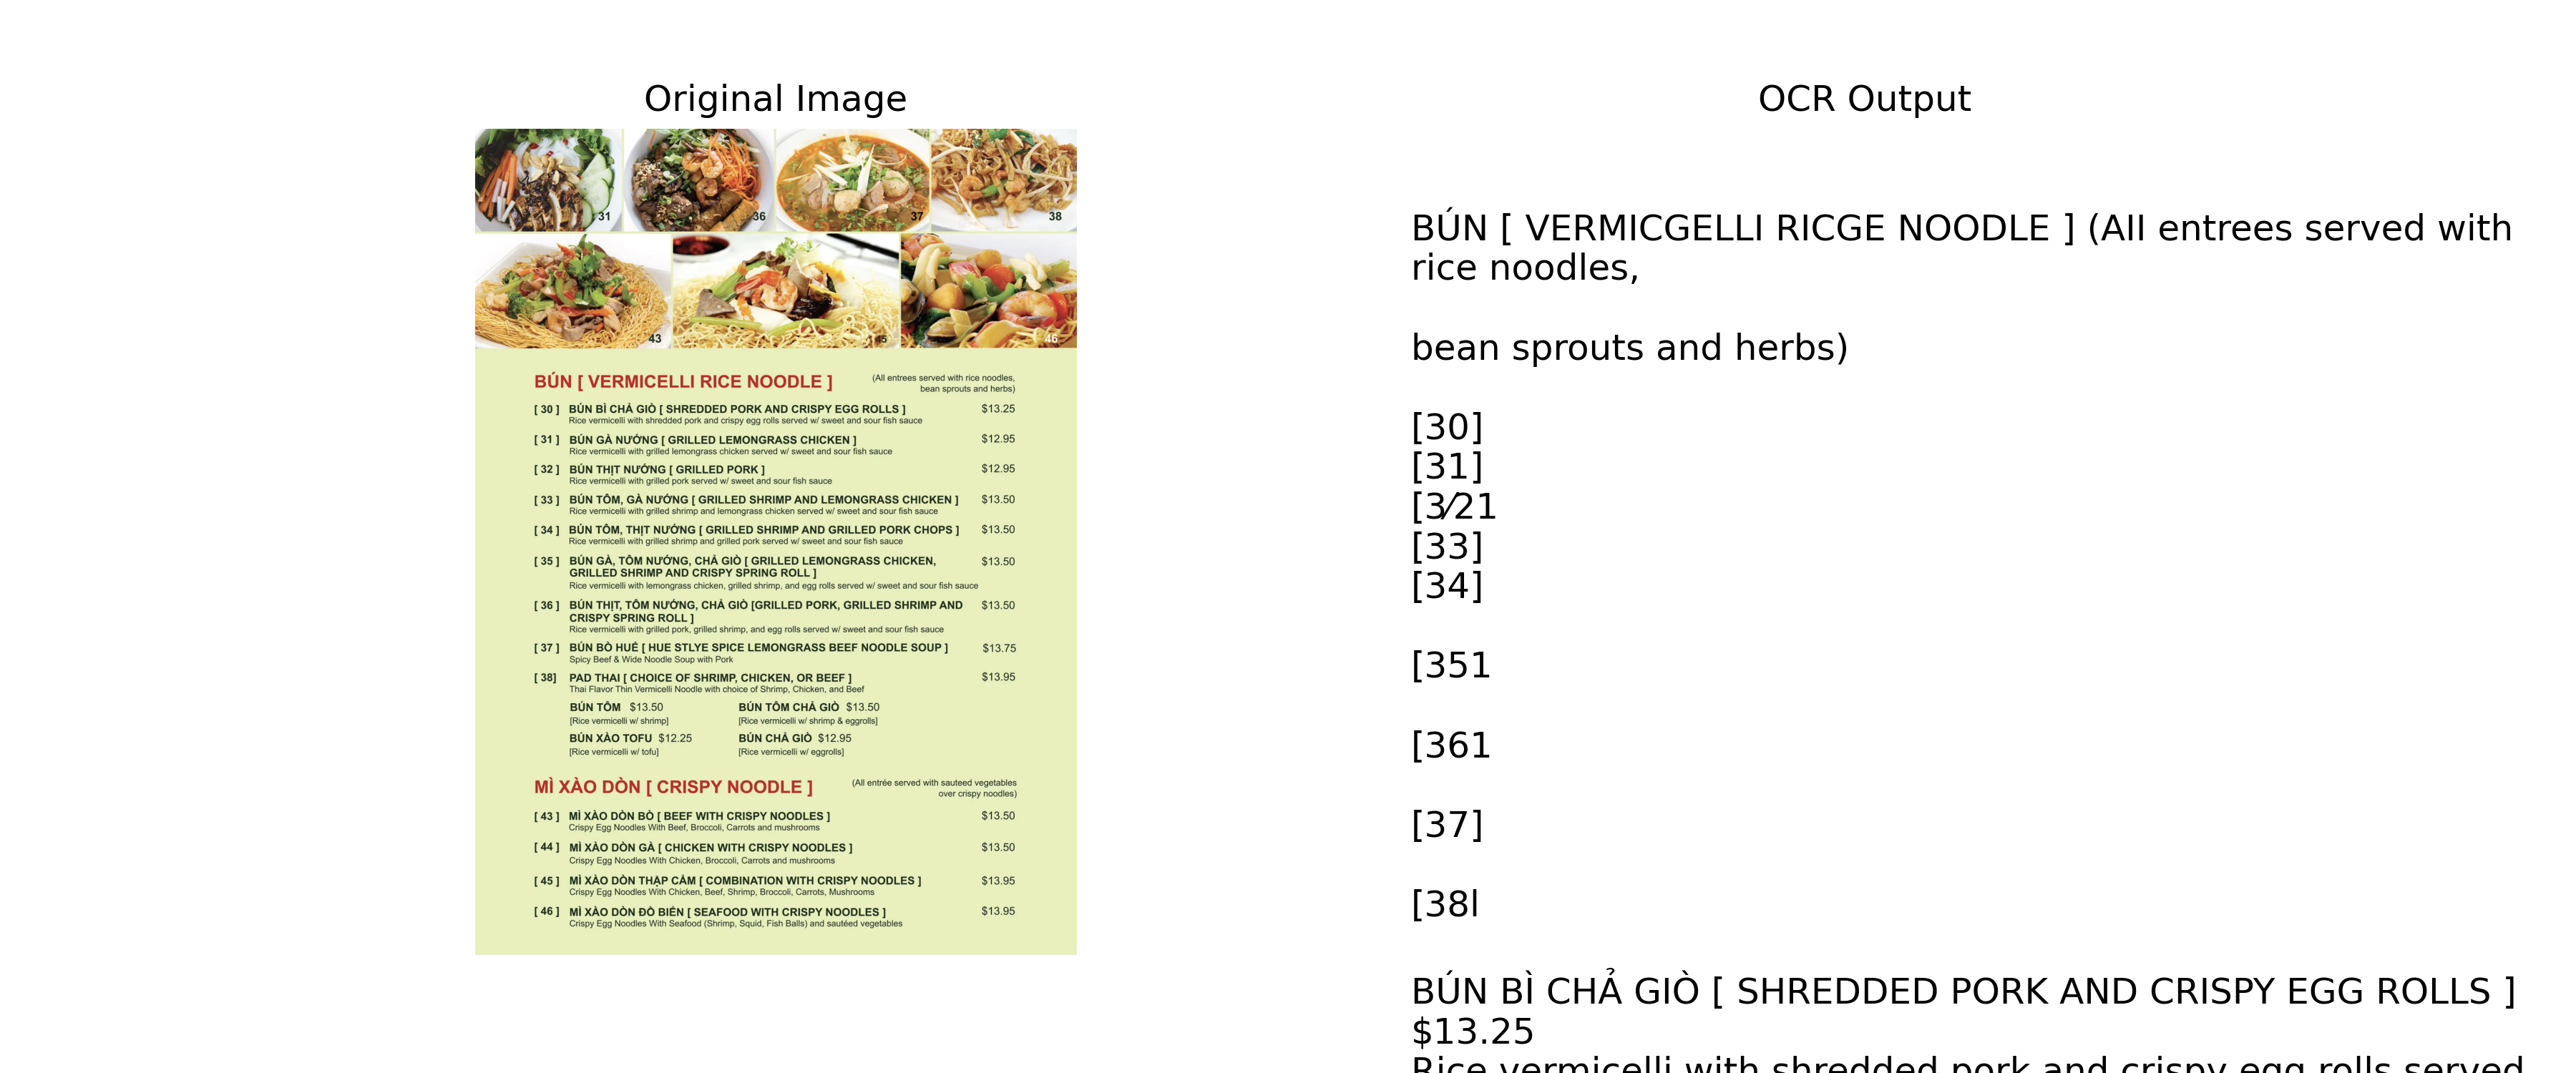 Original Image
31
36
37
38
43
45
46
BÚN [ VERMICELLI RICE NOODLE ]
(All entrees served with rice noodles,
bean sprouts and herbs)
[ 30 ] BÚN BÌ CHẢ GIÒ [ SHREDDED PORK AND CRISPY EGG ROLLS ] $13.25
Rice vermicelli with shredded pork and crispy egg rolls served w/ sweet and sour fish sauce
[ 31 ] BÚN GÀ NƯỚNG [ GRILLED LEMONGRASS CHICKEN ] $12.95
Rice vermicelli with grilled lemongrass chicken served w/ sweet and sour fish sauce
[ 32 ] BÚN THỊT NƯỚNG [ GRILLED PORK ] $12.95
Rice vermicelli with grilled pork served w/ sweet and sour fish sauce
[ 33 ] BÚN TÔM, GÀ NƯỚNG [ GRILLED SHRIMP AND LEMONGRASS CHICKEN ] $13.50
Rice vermicelli with grilled shrimp and lemongrass chicken served w/ sweet and sour fish sauce
[ 34 ] BÚN TÔM, THỊT NƯỚNG [ GRILLED SHRIMP AND GRILLED PORK CHOPS ] $13.50
Rice vermicelli with grilled shrimp and grilled pork served w/ sweet and sour fish sauce
[ 35 ] BÚN GÀ, TÔM NƯỚNG, CHẢ GIÒ [ GRILLED LEMONGRASS CHICKEN, $13.50
GRILLED SHRIMP AND CRISPY SPRING ROLL ]
Rice vermicelli with lemongrass chicken, grilled shrimp, and egg rolls served w/ sweet and sour fish sauce
[ 36 ] BÚN THỊT, TÔM NƯỚNG, CHẢ GIÒ [GRILLED PORK, GRILLED SHRIMP AND $13.50
CRISPY SPRING ROLL ]
Rice vermicelli with grilled pork, grilled shrimp, and egg rolls served w/ sweet and sour fish sauce
[ 37 ] BÚN BÒ HUẾ [ HUE STLYE SPICE LEMONGRASS BEEF NOODLE SOUP ] $13.75
Spicy Beef & Wide Noodle Soup with Pork
[ 38] PAD THAI [ CHOICE OF SHRIMP, CHICKEN, OR BEEF ] $13.95
Thai Flavor Thin Vermicelli Noodle with choice of Shrimp, Chicken, and Beef
BÚN TÔM $13.50 BÚN TÔM CHẢ GIÒ $13.50
[Rice vermicelli w/ shrimp] [Rice vermicelli w/ shrimp & eggrolls]
BÚN XÀO TOFU $12.25 BÚN CHẢ GIÒ $12.95
[Rice vermicelli w/ tofu] [Rice vermicelli w/ eggrolls]
MÌ XÀO DÒN [ CRISPY NOODLE ]
(All entrée served with sauteed vegetables
over crispy noodles)
[ 43 ] MÌ XÀO DÒN BÒ [ BEEF WITH CRISPY NOODLES ] $13.50
Crispy Egg Noodles With Beef, Broccoli, Carrots and mushrooms
[ 44 ] MÌ XÀO DÒN GÀ [ CHICKEN WITH CRISPY NOODLES ] $13.50
Crispy Egg Noodles With Chicken, Broccoli, Carrots and mushrooms
[ 45 ] MÌ XÀO DÒN THẬP CẨM [ COMBINATION WITH CRISPY NOODLES ] $13.95
Crispy Egg Noodles With Chicken, Beef, Shrimp, Broccoli, Carrots, Mushrooms
[ 46 ] MÌ XÀO DÒN ĐỒ BIỂN [ SEAFOOD WITH CRISPY NOODLES ] $13.95
Crispy Egg Noodles With Seafood (Shrimp, Squid, Fish Balls) and sautéed vegetables
OCR Output
BÚN [ VERMICGELLI RICGE NOODLE ] (All entrees served with
rice noodles,
bean sprouts and herbs)
[30]
[31]
[3⁄21
[33]
[34]
[351
[361
[37]
[38l
BÚN BÌ CHẢ GIÒ [ SHREDDED PORK AND CRISPY EGG ROLLS ]
$13.25
Rice vermicelli with shredded pork and crispy egg rolls served